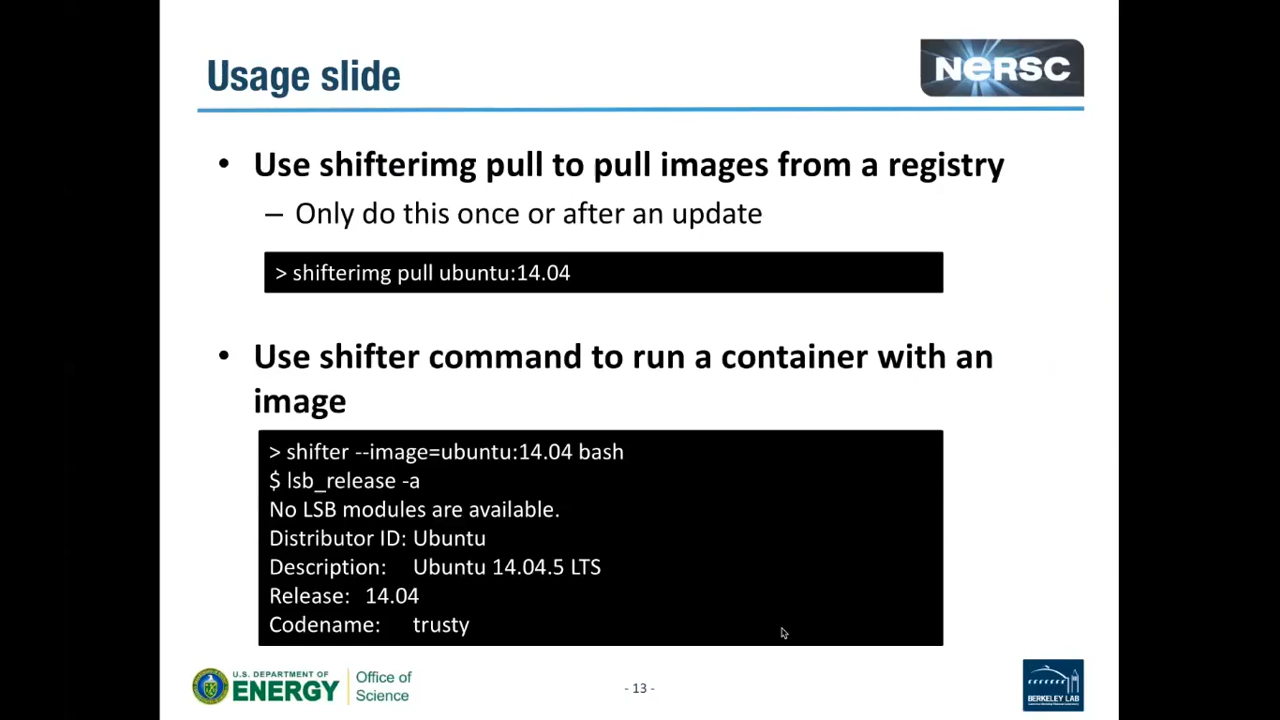 Usage slide
NERSC
• Use shifterimg pull to pull images from a registry
– Only do this once or after an update
> shifterimg pull ubuntu:14.04
• Use shifter command to run a container with an
image
> shifter --image=ubuntu:14.04 bash
$ lsb_release -a
No LSB modules are available.
Distributor ID: Ubuntu
Description: Ubuntu 14.04.5 LTS
Release: 14.04
Codename: trusty
U.S. DEPARTMENT OF
ENERGY
Office of
Science
- 13 -
BERKELEY LAB